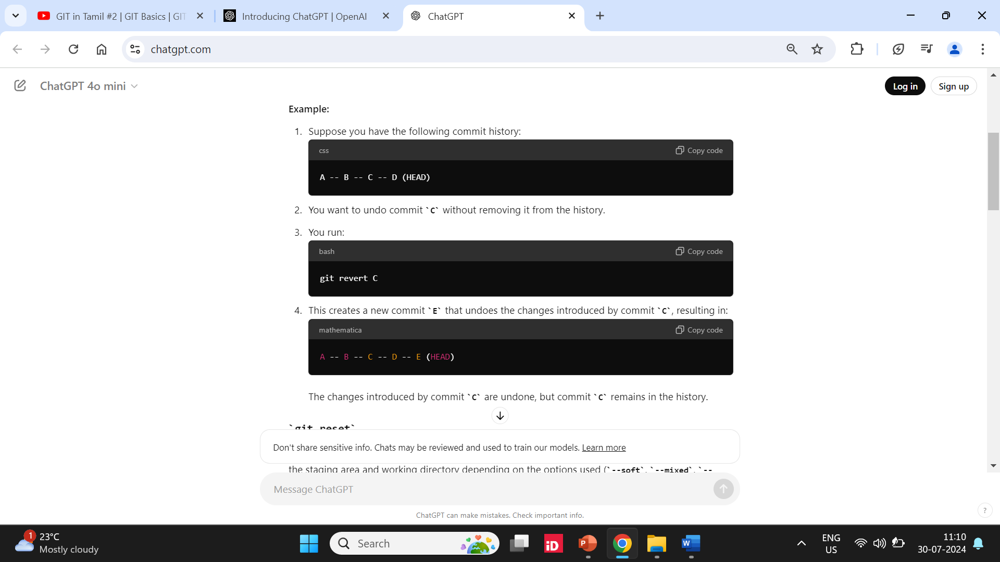 GIT in Tamil #2 | GIT Basics | GIT
Introducing ChatGPT | OpenAI
ChatGPT
chatgpt.com
ChatGPT 4o mini
Log in
Sign up
Example:
1. Suppose you have the following commit history:
css
Copy code
A -- B -- C -- D (HEAD)
2. You want to undo commit `C` without removing it from the history.
3. You run:
bash
Copy code
git revert C
4. This creates a new commit `E` that undoes the changes introduced by commit `C`, resulting in:
mathematica
Copy code
A -- B -- C -- D -- E (HEAD)
The changes introduced by commit `C` are undone, but commit `C` remains in the history.
`git reset`
Don't share sensitive info. Chats may be reviewed and used to train our models. Learn more
the staging area and working directory depending on the options used (`--soft`, `--mixed`, `--
Message ChatGPT
ChatGPT can make mistakes. Check important info.
?
1
23°C
Mostly cloudy
Search
iD
P
W
ENG
US
11:10
30-07-2024